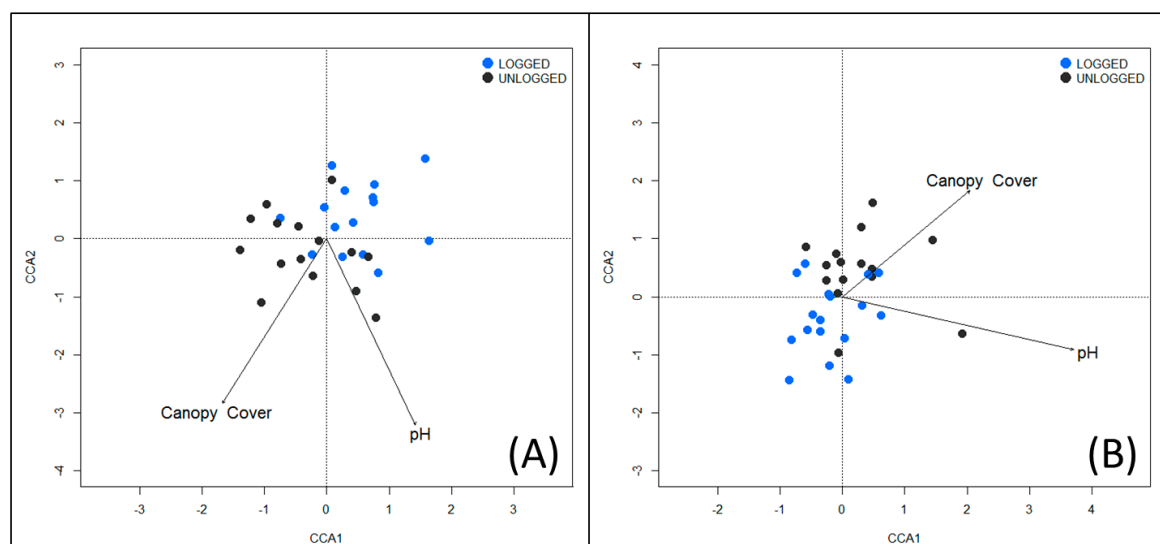 LOGGED
UNLOGGED
3
2
1
0
-1
-2
-3
-4
CCA2
Canopy Cover
pH
(A)
-3 -2 -1 0 1 2 3
CCA1
LOGGED
UNLOGGED
4
3
2
1
0
-1
-2
-3
CCA2
Canopy Cover
pH
(B)
-2 -1 0 1 2 3 4
CCA1